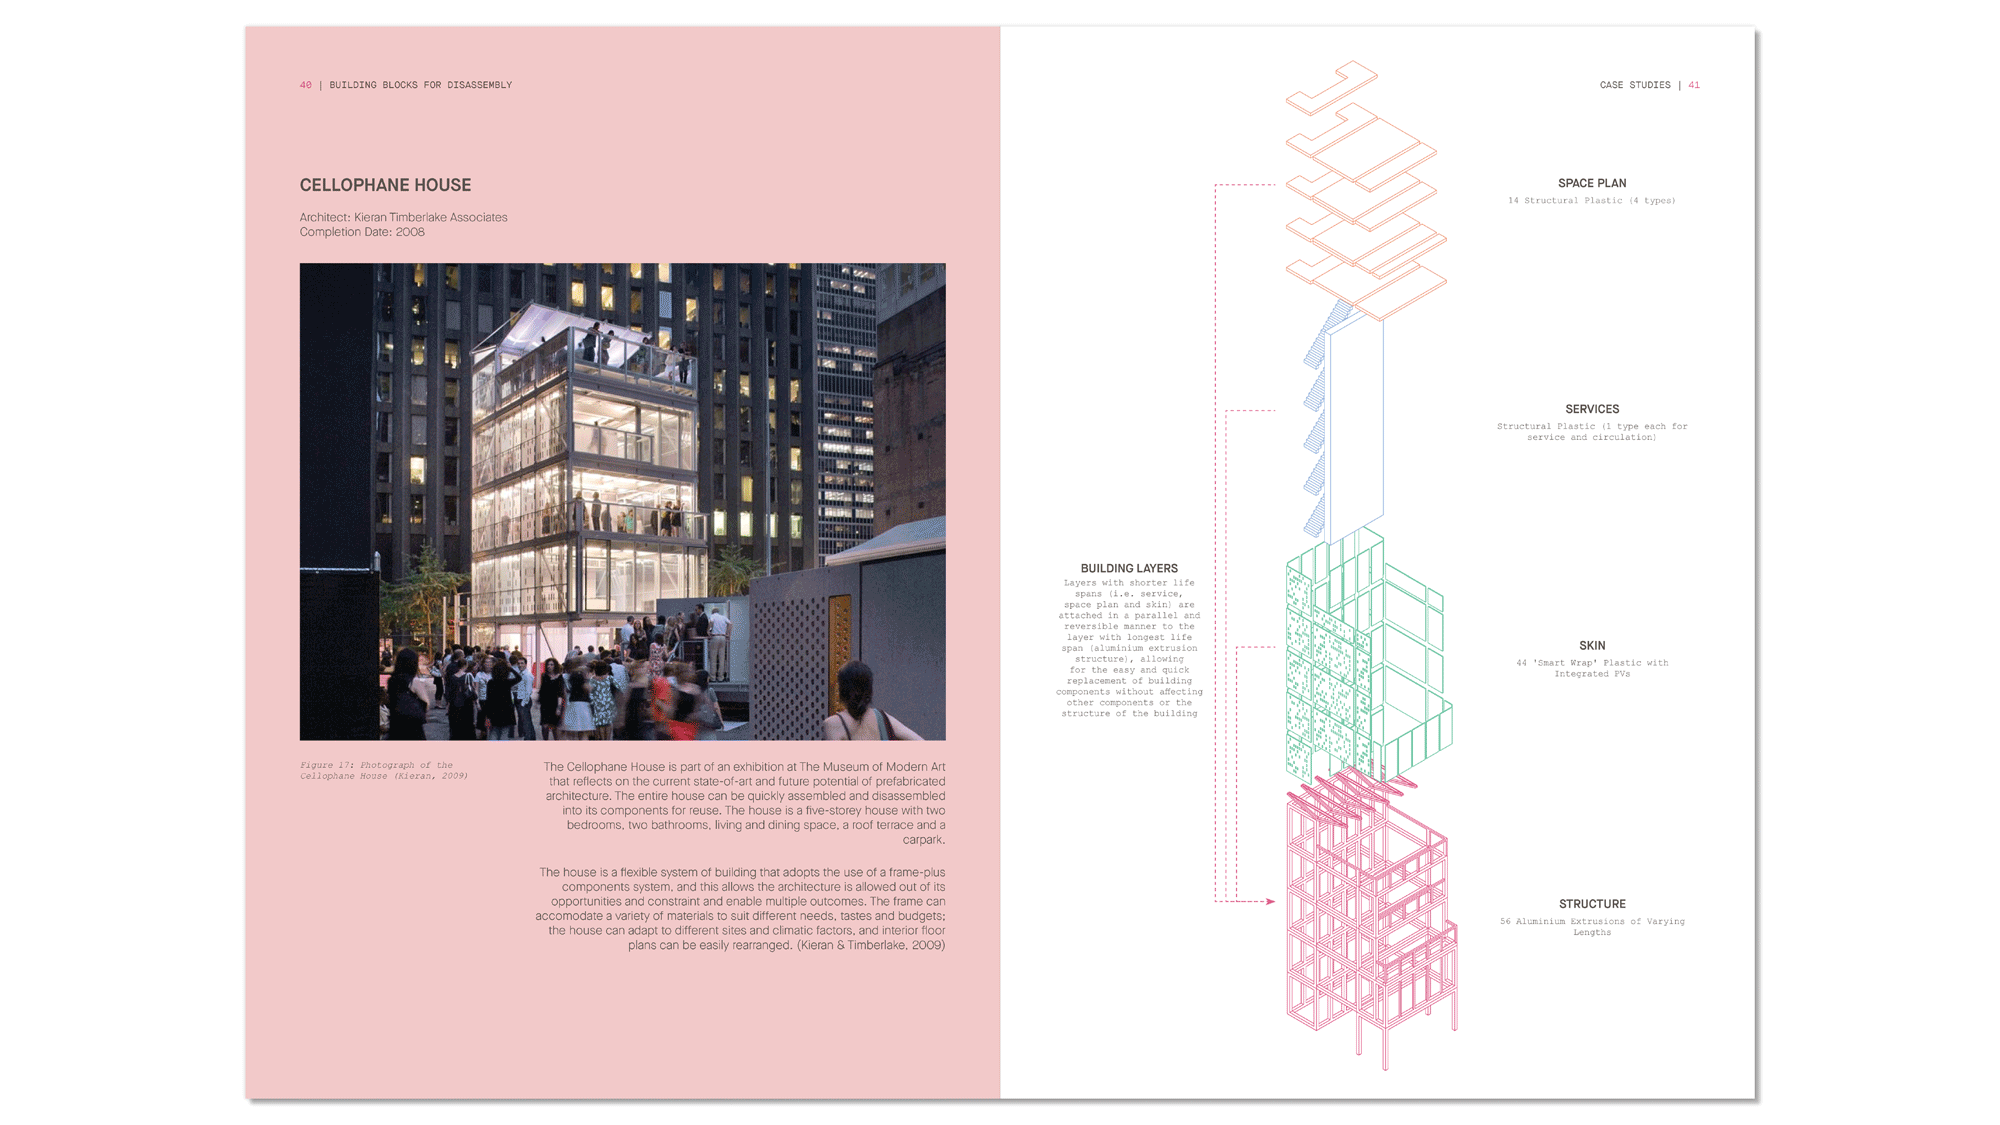 40 | BUILDING BLOCKS FOR DISASSEMBLY
CELLOPHANE HOUSE
Architect: Kieran Timberlake Associates
Completion Date: 2008
Figure 17: Photograph of the
Cellophane House (Kieran, 2009)
The Cellophane House is part of an exhibition at The Museum of Modern Art
that reflects on the current state-of-art and future potential of prefabricated
architecture. The entire house can be quickly assembled and disassembled
into its components for reuse. The house is a five-storey house with two
bedrooms, two bathrooms, living and dining space, a roof terrace and a
carpark.
The house is a flexible system of building that adopts the use of a frame-plus
components system, and this allows the architecture is allowed out of its
opportunities and constraint and enable multiple outcomes. The frame can
accomodate a variety of materials to suit different needs, tastes and budgets;
the house can adapt to different sites and climatic factors, and interior floor
plans can be easily rearranged. (Kieran & Timberlake, 2009)
CASE STUDIES | 41
SPACE PLAN
14 Structural Plastic (4 types)
SERVICES
Structural Plastic (1 type each for
service and circulation)
BUILDING LAYERS
Layers with shorter life
spans (i.e. service,
space plan and skin) are
attached in a parallel and
reversible manner to the
layer with longest life
span (aluminium extrusion
structure), allowing
for the easy and quick
replacement of building
components without affecting
other components or the
structure of the building
SKIN
44 'Smart Wrap' Plastic with
Integrated PVs
STRUCTURE
56 Aluminium Extrusions of Varying
Lengths